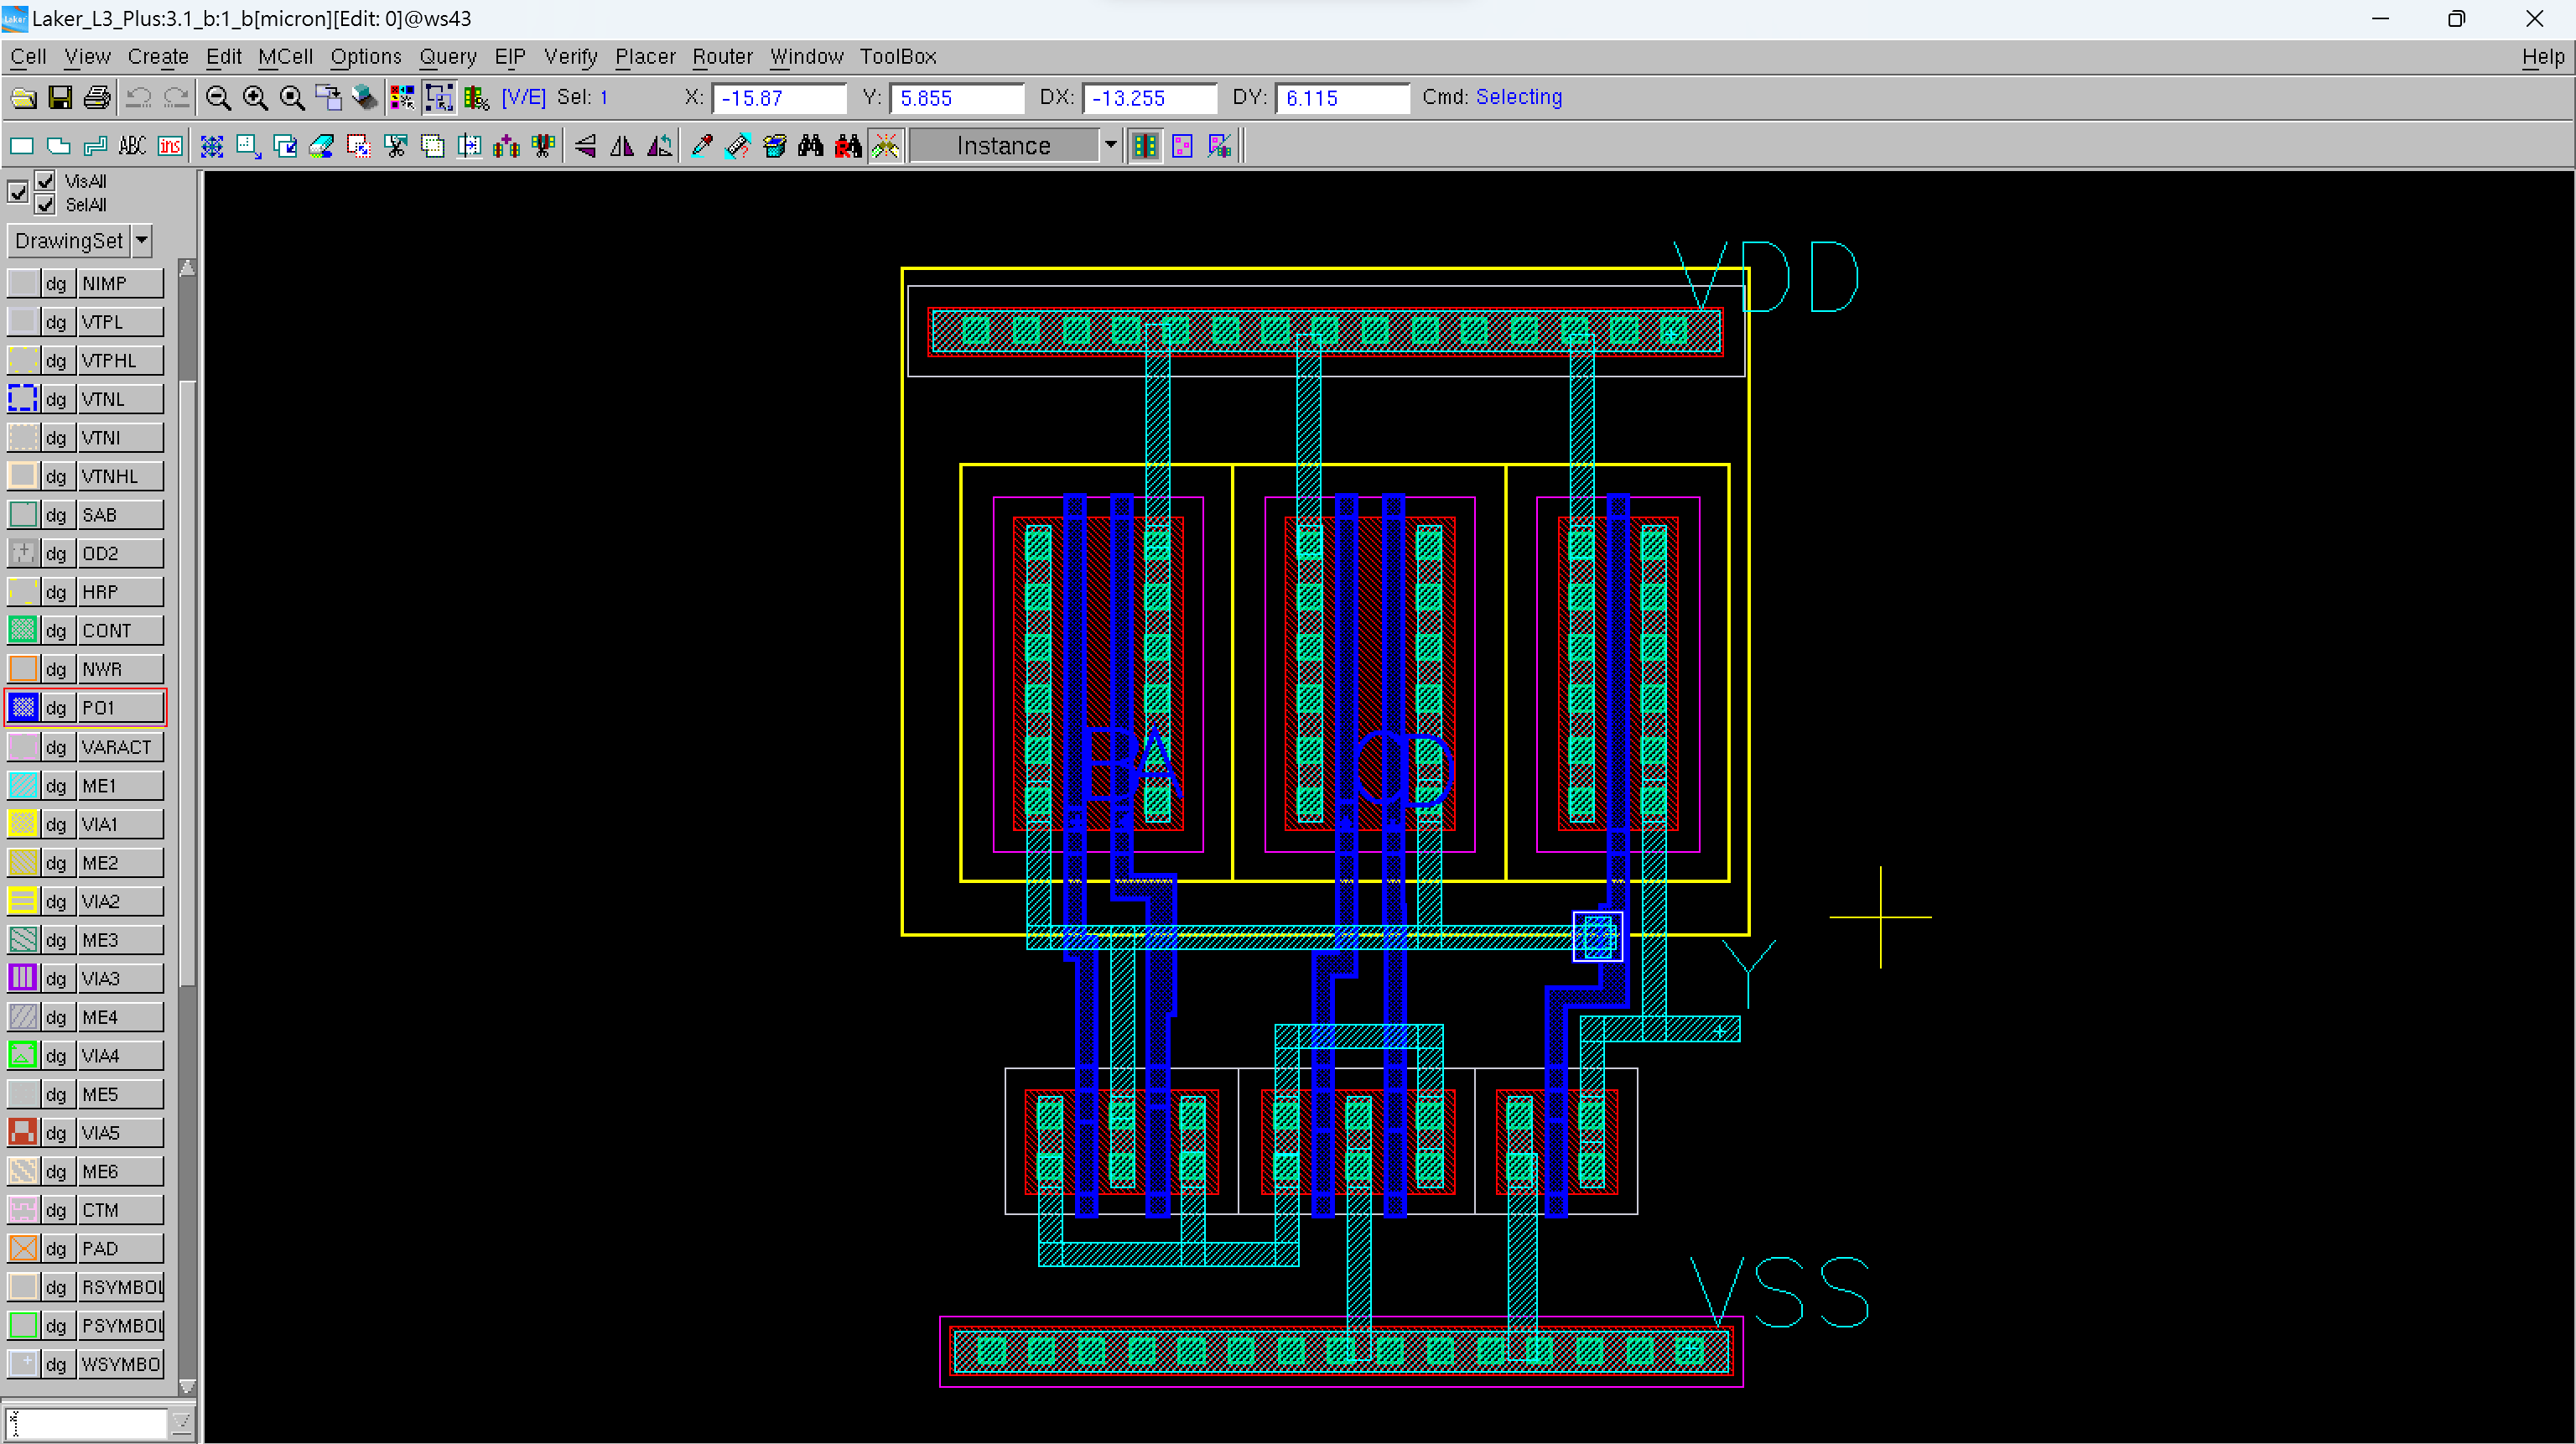 Laker_L3_Plus:3.1_b:1_b[micron][Edit: 0]@ws43
Cell View Create Edit MCell Options Query EIP Verify Placer Router Window ToolBox Help
[V/E] Sel: 1 X: -15.87 Y: 5.855 DX: -13.255 DY: 6.115 Cmd: Selecting
ABC ins Instance
VisAll
SelAll
DrawingSet
dg NIMP
dg VTPL
dg VTPHL
dg VTNL
dg VTNI
dg VTNHL
dg SAB
dg OD2
dg HRP
dg CONT
dg NWR
dg PO1
dg VARACT
dg ME1
dg VIA1
dg ME2
dg VIA2
dg ME3
dg VIA3
dg ME4
dg VIA4
dg ME5
dg VIA5
dg ME6
dg CTM
dg PAD
dg RSYMBOL
dg PSYMBOL
dg WSYMBO
VDD
B A C D
Y
VSS